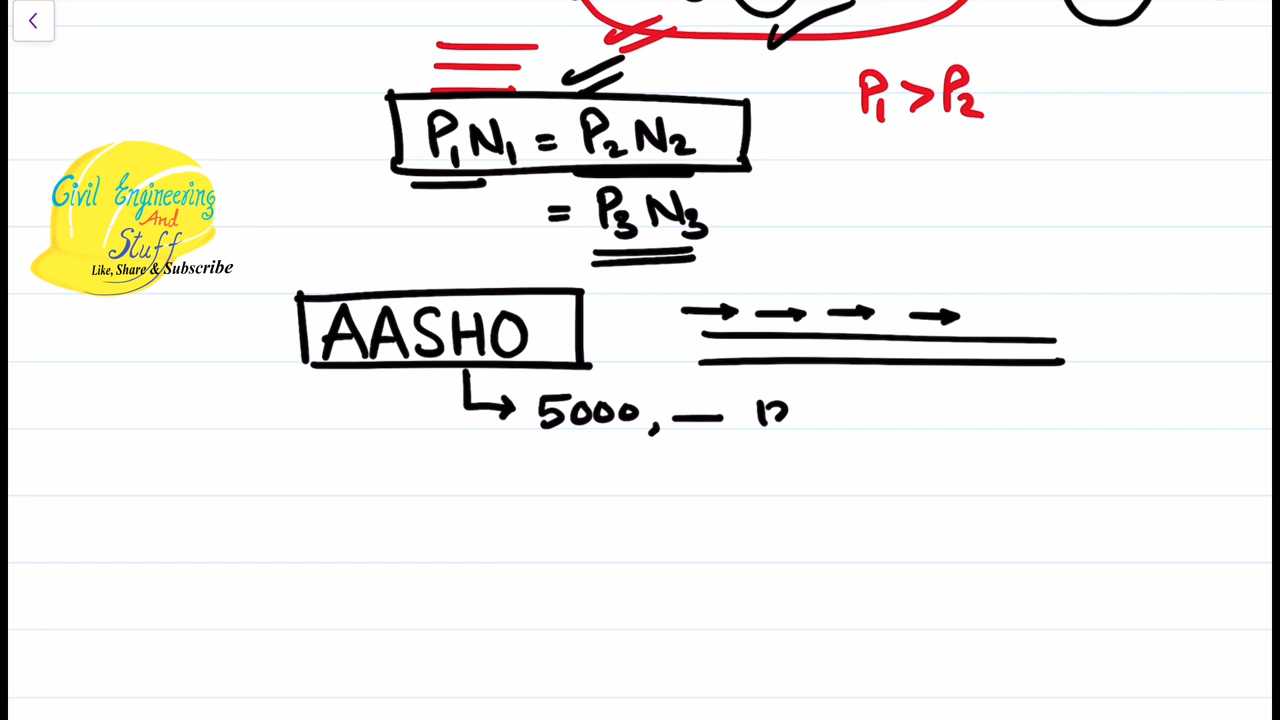 P₁ > P₂
P₁N₁ = P₂N₂
= P₃N₃
Civil Engineering
And
Stuff
Like, Share & Subscribe
AASHO
5000, —